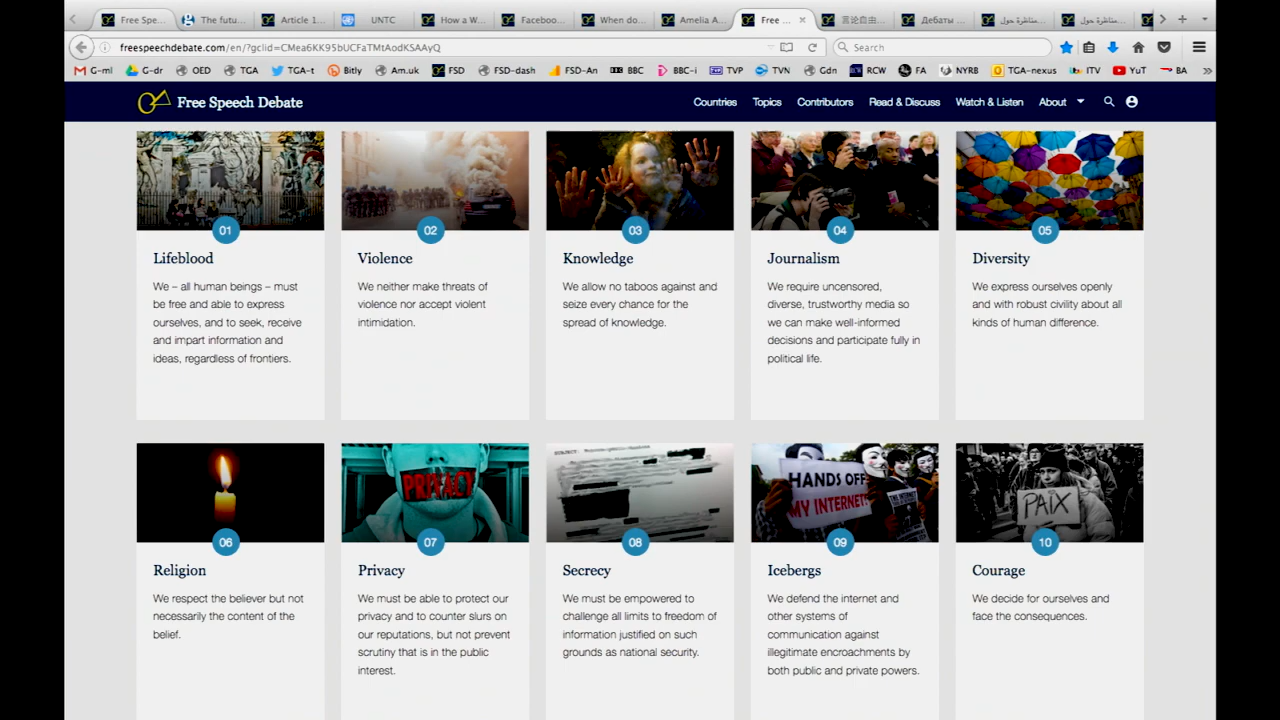 Free Spe...
The futu...
Article 1...
UNTC
How a W...
Faceboo...
When do...
Amelia A...
Free ...
言论自由...
Дебаты ...
مناظرة حول...
مناظرة حول...
freespeechdebate.com/en/?gclid=CMea6KK95bUCFaTMtAodKSAAyQ
Search
G-ml G-dr OED TGA TGA-t Bitly Am.uk FSD FSD-dash FSD-An BBC BBC-i TVP TVN Gdn RCW FA NYRB TGA-nexus ITV YuT BA
Free Speech Debate
Countries Topics Contributors Read & Discuss Watch & Listen About
01
Lifeblood
We – all human beings – must
be free and able to express
ourselves, and to seek, receive
and impart information and
ideas, regardless of frontiers.
02
Violence
We neither make threats of
violence nor accept violent
intimidation.
03
Knowledge
We allow no taboos against and
seize every chance for the
spread of knowledge.
04
Journalism
We require uncensored,
diverse, trustworthy media so
we can make well-informed
decisions and participate fully in
political life.
05
Diversity
We express ourselves openly
and with robust civility about all
kinds of human difference.
06
Religion
We respect the believer but not
necessarily the content of the
belief.
PRIVACY
07
Privacy
We must be able to protect our
privacy and to counter slurs on
our reputations, but not prevent
scrutiny that is in the public
interest.
08
Secrecy
We must be empowered to
challenge all limits to freedom of
information justified on such
grounds as national security.
HANDS OFF
MY INTERNET!
09
Icebergs
We defend the internet and
other systems of
communication against
illegitimate encroachments by
both public and private powers.
PAIX
10
Courage
We decide for ourselves and
face the consequences.